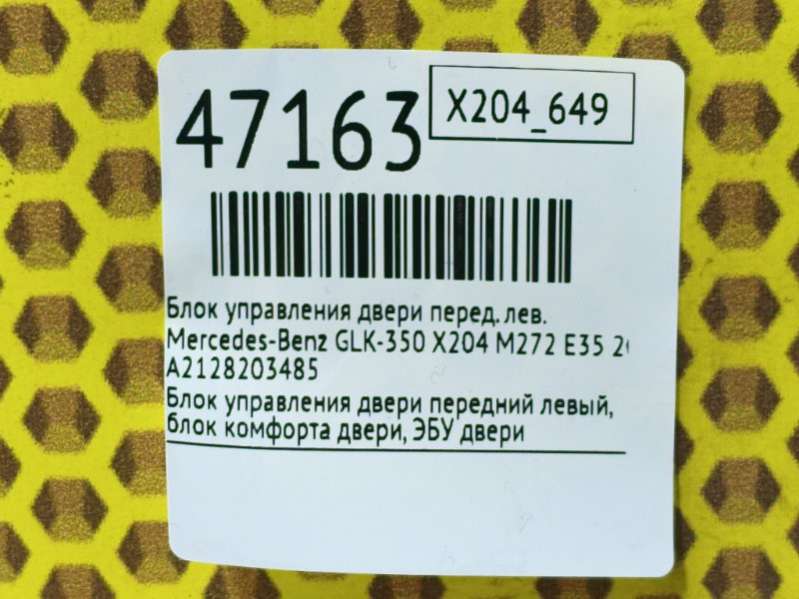 47163
X204_649
Блок управления двери перед. лев.
Mercedes-Benz GLK-350 X204 M272 E35
A2128203485
Блок управления двери передний левый,
блок комфорта двери, ЭБУ двери